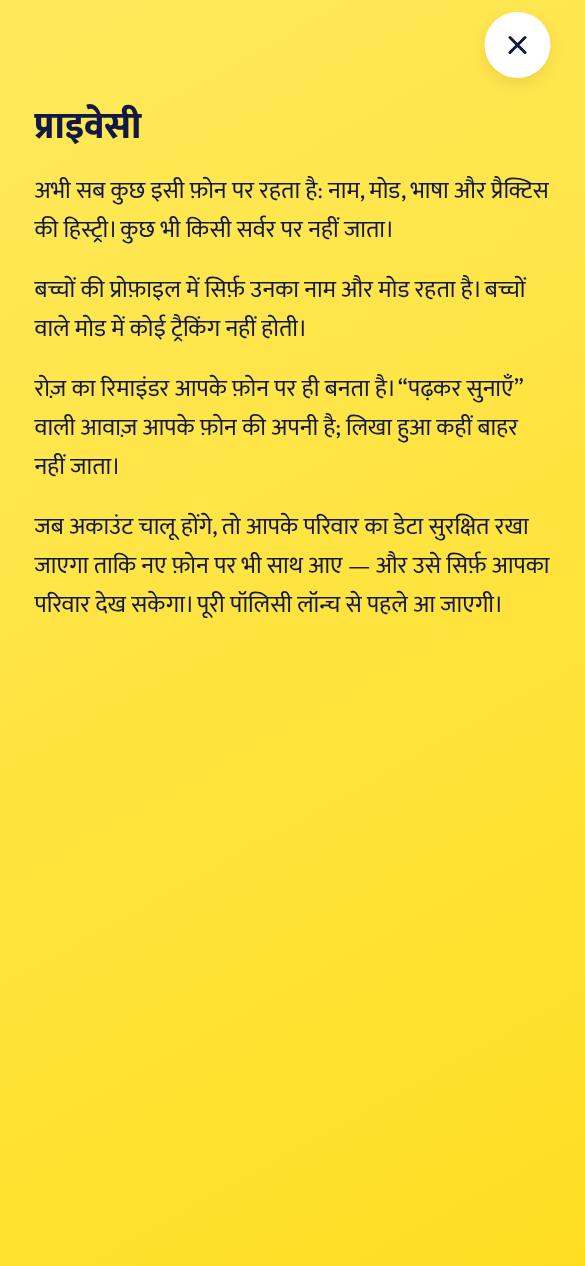 प्राइवेसी
अभी सब कुछ इसी फ़ोन पर रहता है: नाम, मोड, भाषा और प्रैक्टिस
की हिस्ट्री। कुछ भी किसी सर्वर पर नहीं जाता।
बच्चों की प्रोफ़ाइल में सिर्फ़ उनका नाम और मोड रहता है। बच्चों
वाले मोड में कोई ट्रैकिंग नहीं होती।
रोज़ का रिमाइंडर आपके फ़ोन पर ही बनता है। “पढ़कर सुनाएँ”
वाली आवाज़ आपके फ़ोन की अपनी है; लिखा हुआ कहीं बाहर
नहीं जाता।
जब अकाउंट चालू होंगे, तो आपके परिवार का डेटा सुरक्षित रखा
जाएगा ताकि नए फ़ोन पर भी साथ आए — और उसे सिर्फ़ आपका
परिवार देख सकेगा। पूरी पॉलिसी लॉन्च से पहले आ जाएगी।